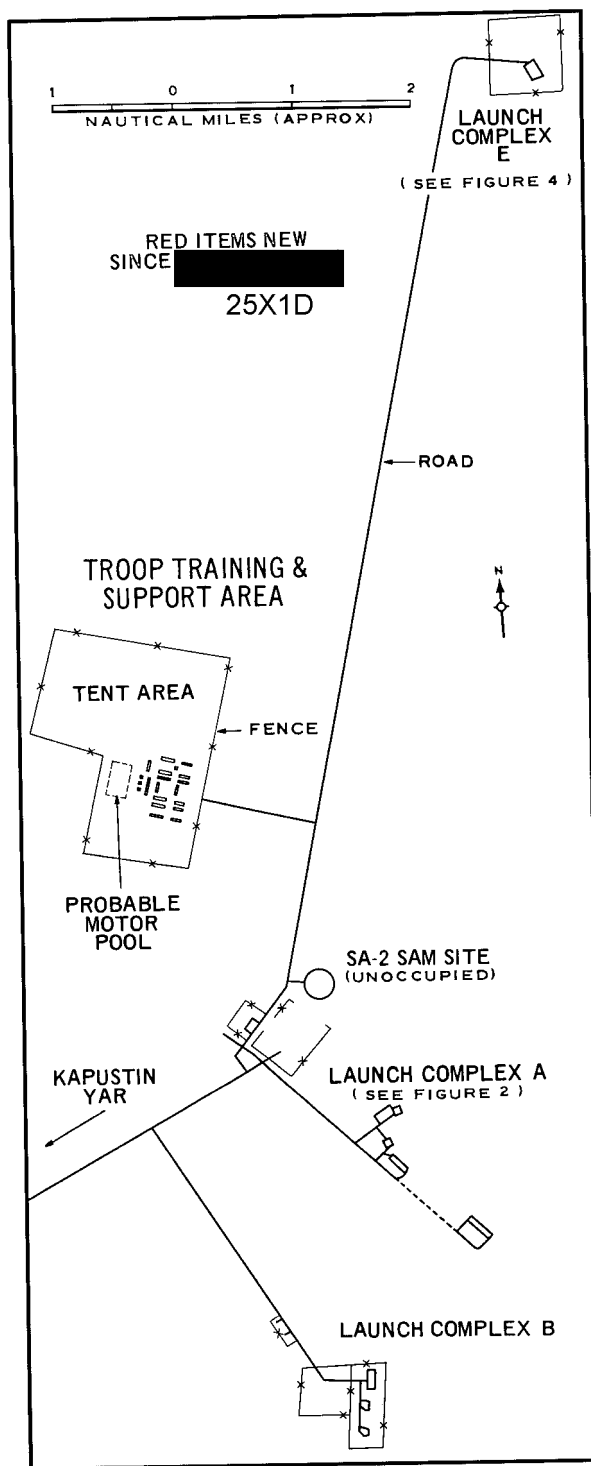 1 0 1 2
NAUTICAL MILES (APPROX)
LAUNCH
COMPLEX
E
( SEE FIGURE 4 )
RED ITEMS NEW
SINCE
25X1D
ROAD
N
TROOP TRAINING &
SUPPORT AREA
TENT AREA
FENCE
PROBABLE
MOTOR
POOL
SA-2 SAM SITE
(UNOCCUPIED)
KAPUSTIN
YAR
LAUNCH COMPLEX A
( SEE FIGURE 2 )
LAUNCH COMPLEX B